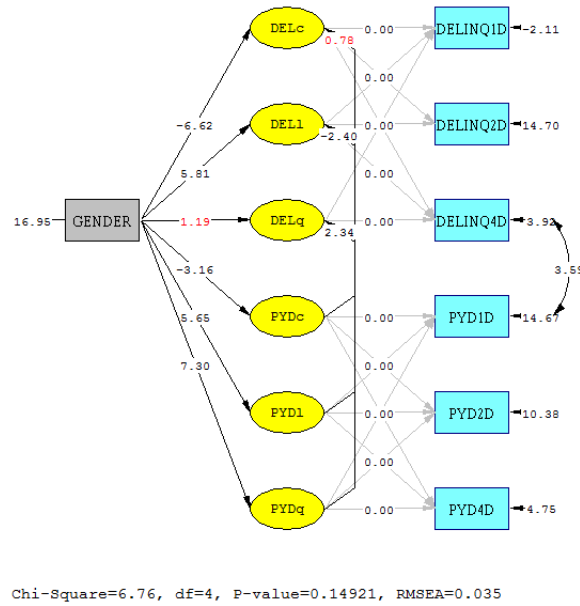 DELc
0.78
0.00
DELINQ1D
-2.11
0.00
-6.62
DEL1
-2.40
0.00
DELINQ2D
14.70
5.81
0.00
16.95
GENDER
1.19
DELq
2.34
0.00
DELINQ4D
3.92
-3.16
3.59
5.65
PYDc
0.00
PYD1D
14.67
7.30
0.00
PYD1
0.00
PYD2D
10.38
0.00
PYDq
0.00
PYD4D
4.75
Chi-Square=6.76, df=4, P-value=0.14921, RMSEA=0.035